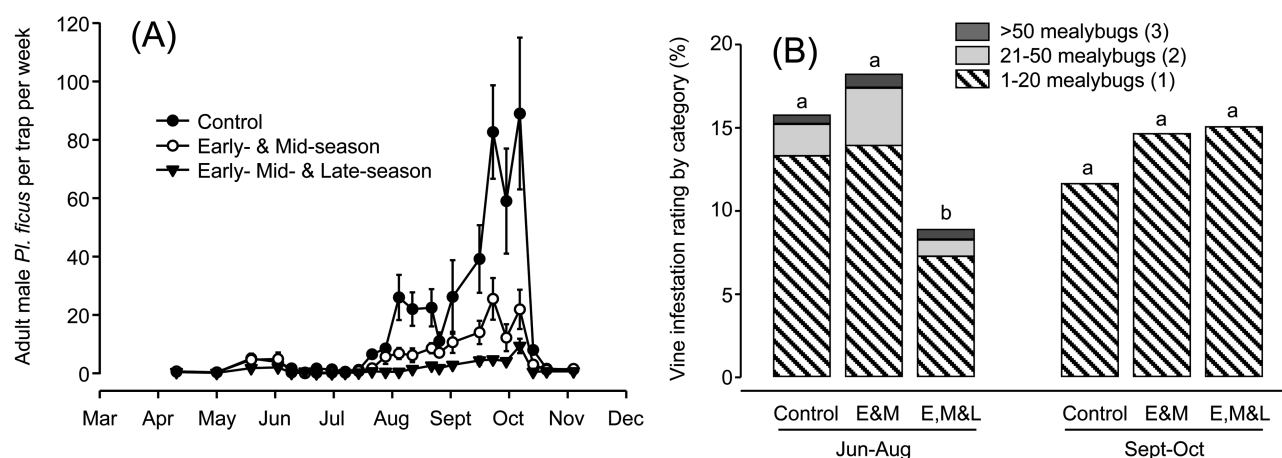 (A)
Adult male Pl. ficus per trap per week
120
100
80
60
40
20
0
Control
Early- & Mid-season
Early- Mid- & Late-season
Mar Apr May Jun Jul Aug Sept Oct Nov Dec
(B)
Vine infestation rating by category (%)
20
15
10
5
0
>50 mealybugs (3)
21-50 mealybugs (2)
1-20 mealybugs (1)
a
a
b
a
a
a
Control E&M E,M&L Control E&M E,M&L
Jun-Aug Sept-Oct